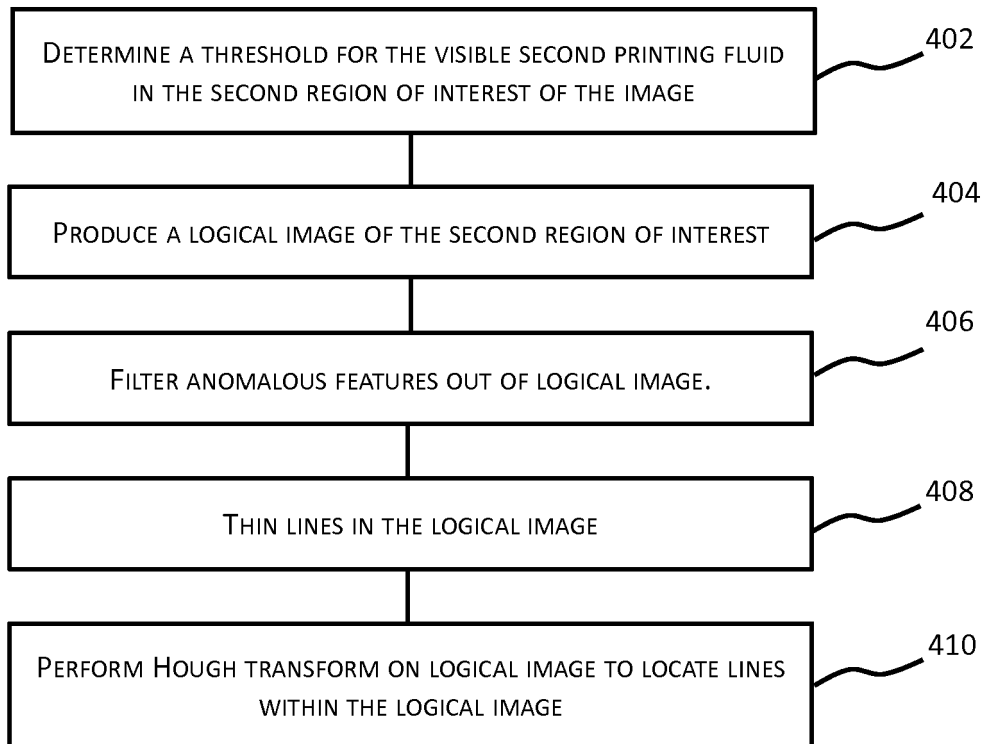 DETERMINE A THRESHOLD FOR THE VISIBLE SECOND PRINTING FLUID
IN THE SECOND REGION OF INTEREST OF THE IMAGE
402
PRODUCE A LOGICAL IMAGE OF THE SECOND REGION OF INTEREST
404
FILTER ANOMALOUS FEATURES OUT OF LOGICAL IMAGE.
406
THIN LINES IN THE LOGICAL IMAGE
408
PERFORM HOUGH TRANSFORM ON LOGICAL IMAGE TO LOCATE LINES
WITHIN THE LOGICAL IMAGE
410